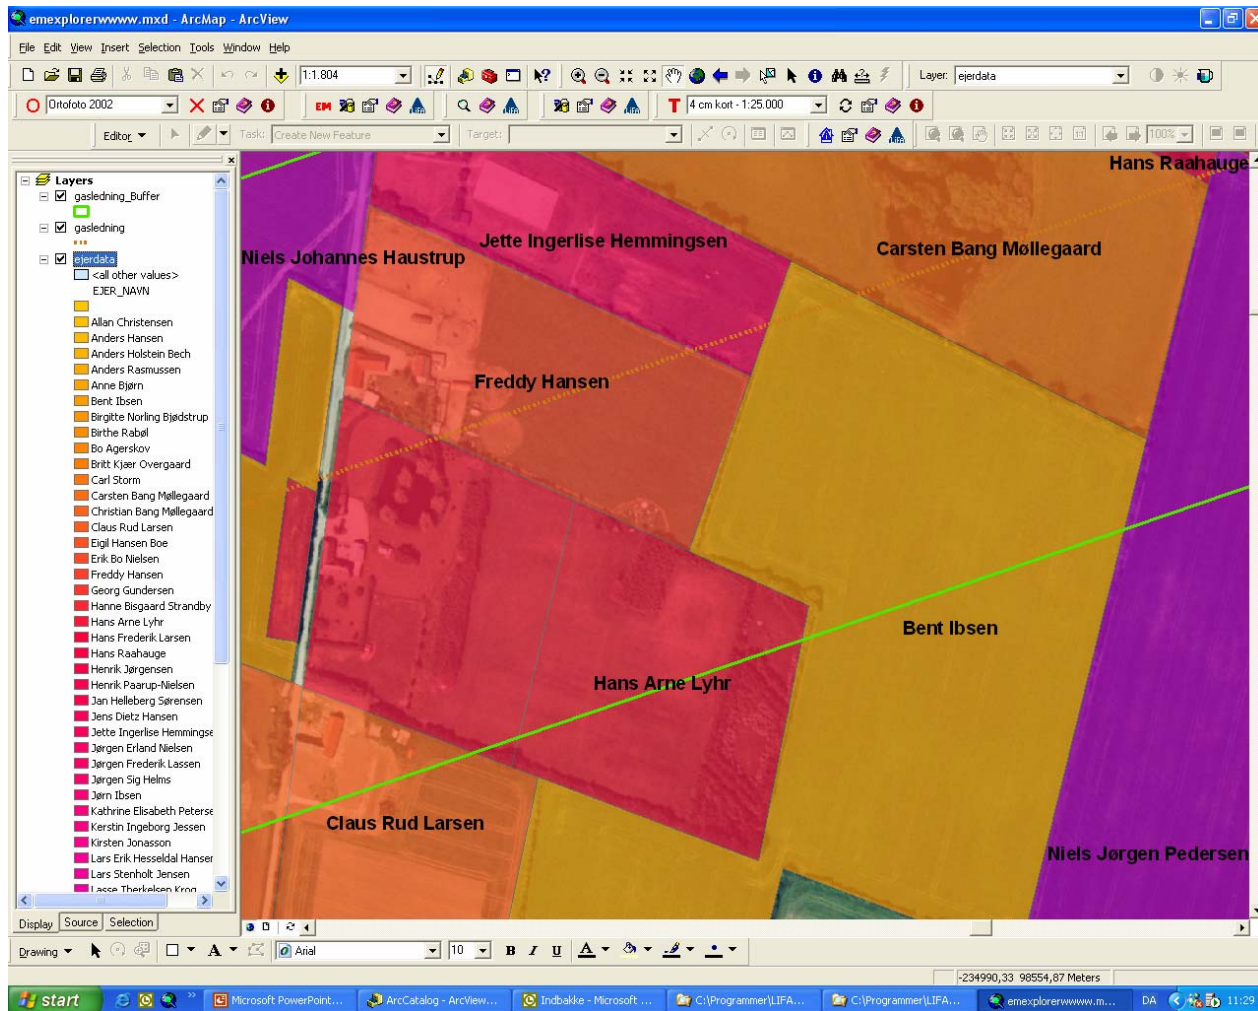 emexplorerwwww.mxd - ArcMap - ArcView
File Edit View Insert Selection Tools Window Help
1:1.804 Layer: ejerdata
Ortofoto 2002 EM 4 cm kort - 1:25.000
Editor Task: Create New Feature Target: 100%
Layers
gasledning_Buffer
gasledning
ejerdata
<all other values>
EJER_NAVN
Allan Christensen
Anders Hansen
Anders Holstein Bech
Anders Rasmussen
Anne Bjørn
Bent Ibsen
Birgitte Norling Bjødstrup
Birthe Rabøl
Bo Agerskov
Britt Kjær Overgaard
Carl Storm
Carsten Bang Møllegaard
Christian Bang Møllegaard
Claus Rud Larsen
Eigil Hansen Boe
Erik Bo Nielsen
Freddy Hansen
Georg Gundersen
Hanne Bisgaard Strandby
Hans Arne Lyhr
Hans Frederik Larsen
Hans Raahauge
Henrik Jørgensen
Henrik Paarup-Nielsen
Jan Helleberg Sørensen
Jens Dietz Hansen
Jette Ingerlise Hemmingse
Jørgen Erland Nielsen
Jørgen Frederik Lassen
Jørgen Sig Helms
Jørn Ibsen
Kathrine Elisabeth Peterse
Kerstin Ingeborg Jessen
Kirsten Jonasson
Lars Erik Hesseldal Hanser
Lars Stenholt Jensen
Lasse Therkelsen Krog
Display Source Selection
Hans Raahauge
Jette Ingerlise Hemmingsen
Carsten Bang Møllegaard
Niels Johannes Haustrup
Freddy Hansen
Bent Ibsen
Hans Arne Lyhr
Claus Rud Larsen
Niels Jørgen Pedersen
Drawing A Arial 10 B I U A
-234990,33 98554,87 Meters
start Microsoft PowerPoint... ArcCatalog - ArcView... Indbakke - Microsoft ... C:\Programmer\LIFA... C:\Programmer\LIFA... emexplorerwwww.m... DA 11:29